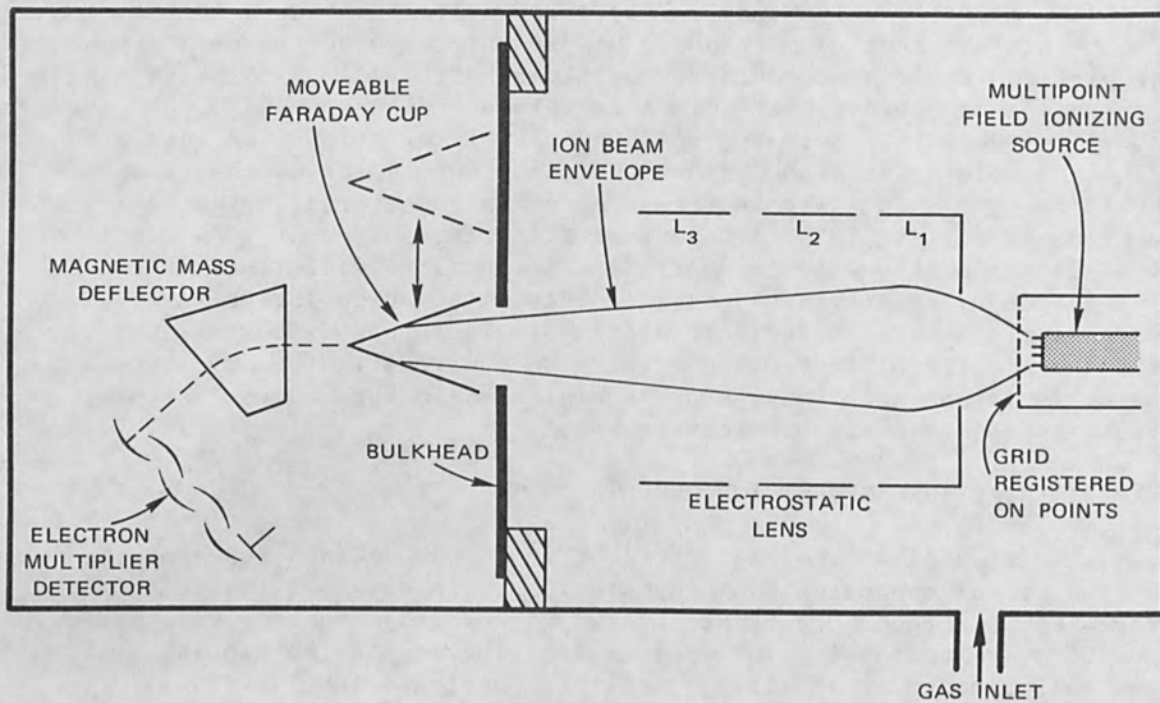 MOVEABLE
FARADAY CUP
MULTIPOINT
FIELD IONIZING
SOURCE
ION BEAM
ENVELOPE
L3
L2
L1
MAGNETIC MASS
DEFLECTOR
BULKHEAD
GRID
REGISTERED
ON POINTS
ELECTROSTATIC
LENS
ELECTRON
MULTIPLIER
DETECTOR
GAS INLET